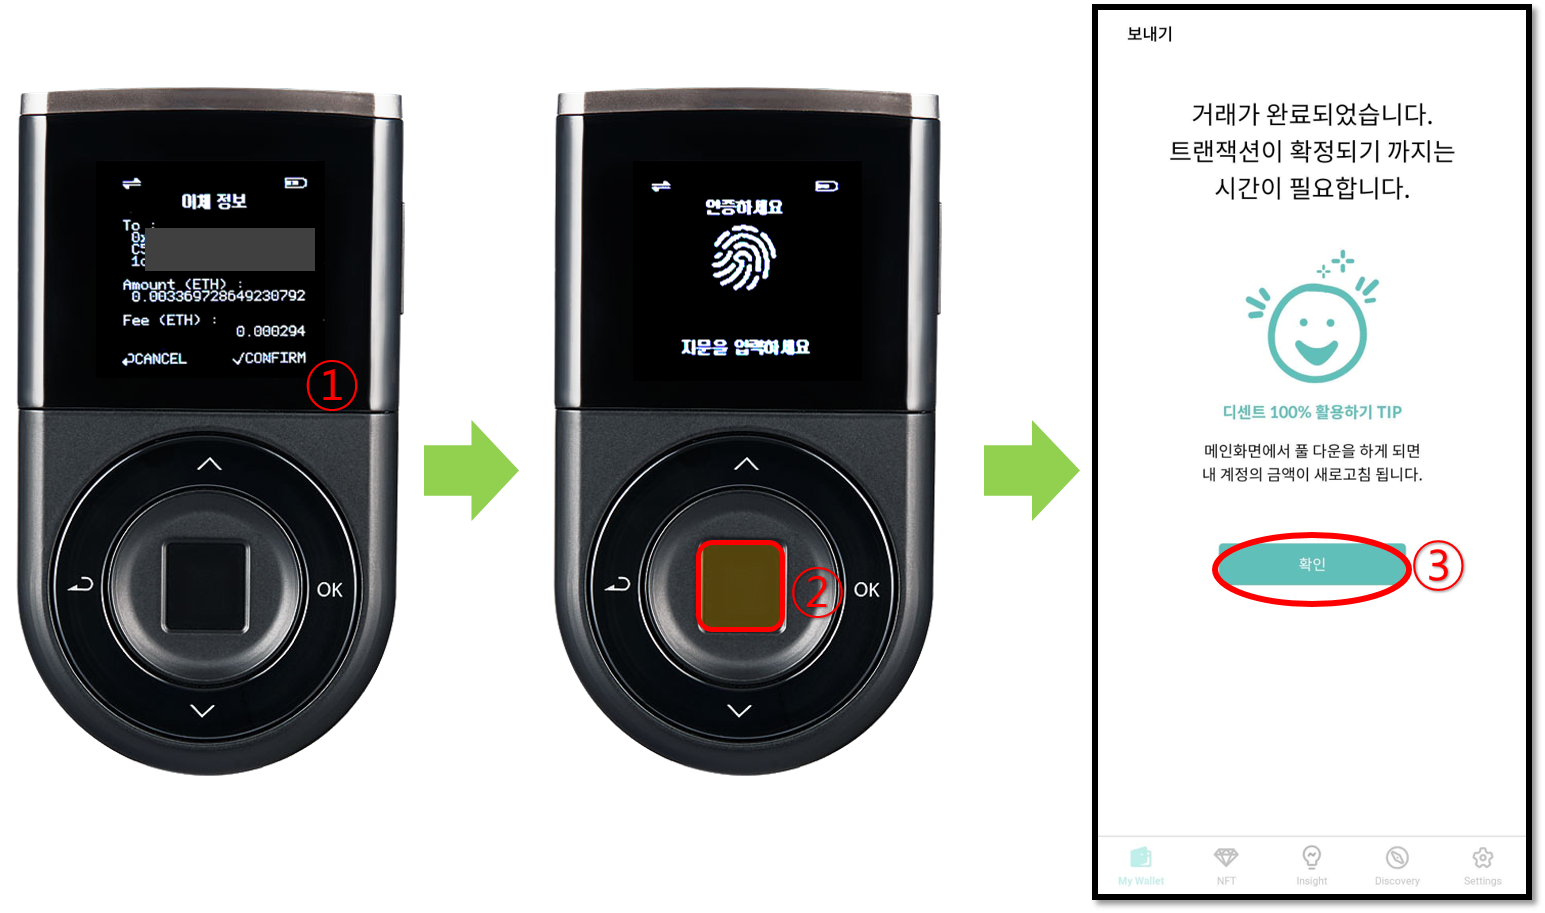 이체 정보
To :
0x
C5
1c
Amount (ETH) :
0.003369728649230792
Fee (ETH) :
0.000294
CANCEL ✓CONFIRM
①
OK
인증하세요
지문을 입력하세요
②
OK
보내기
거래가 완료되었습니다.
트랜잭션이 확정되기 까지는
시간이 필요합니다.
디센트 100% 활용하기 TIP
메인화면에서 풀 다운을 하게 되면
내 계정의 금액이 새로고침 됩니다.
확인
③
My Wallet NFT Insight Discovery Settings